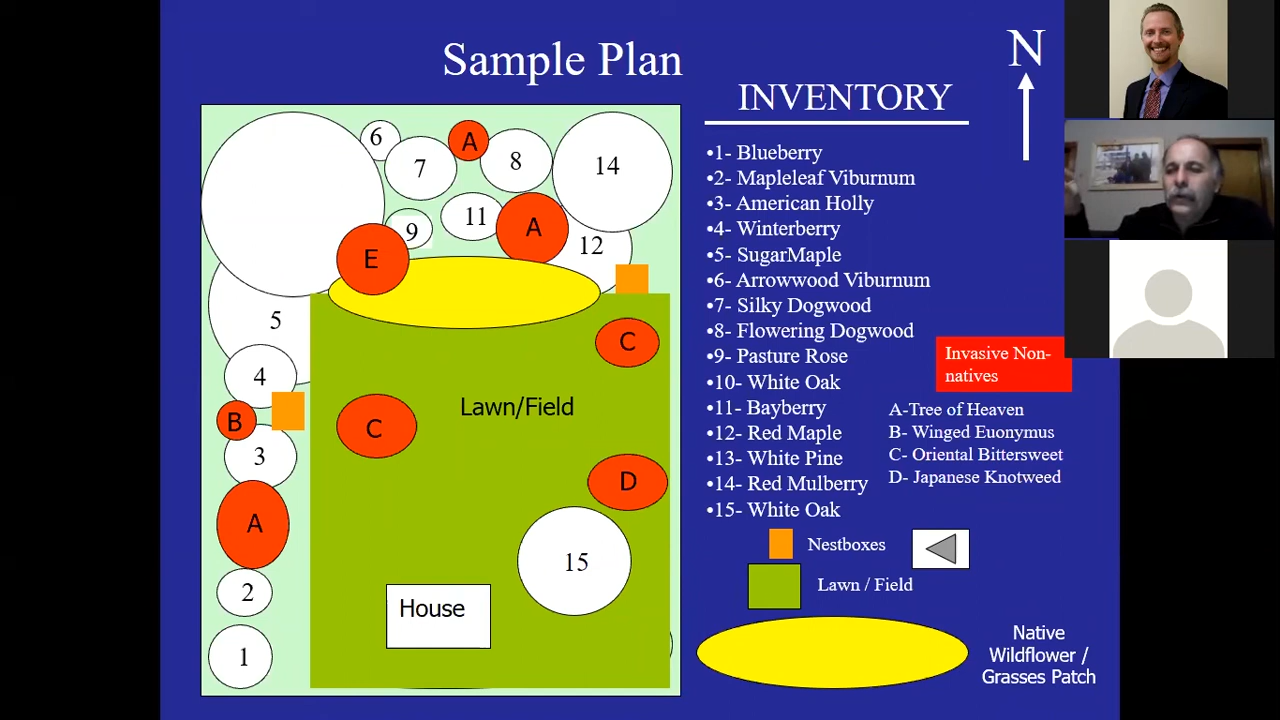 Sample Plan
N
INVENTORY
6
A
7
8
14
•1- Blueberry
•2- Mapleleaf Viburnum
•3- American Holly
•4- Winterberry
•5- SugarMaple
•6- Arrowwood Viburnum
•7- Silky Dogwood
•8- Flowering Dogwood
•9- Pasture Rose
•10- White Oak
•11- Bayberry
•12- Red Maple
•13- White Pine
•14- Red Mulberry
•15- White Oak
9
11
A
12
E
5
C
4
Lawn/Field
B
C
3
D
A
15
2
House
1
Invasive Non-
natives
A-Tree of Heaven
B- Winged Euonymus
C- Oriental Bittersweet
D- Japanese Knotweed
Nestboxes
Lawn / Field
Native
Wildflower /
Grasses Patch